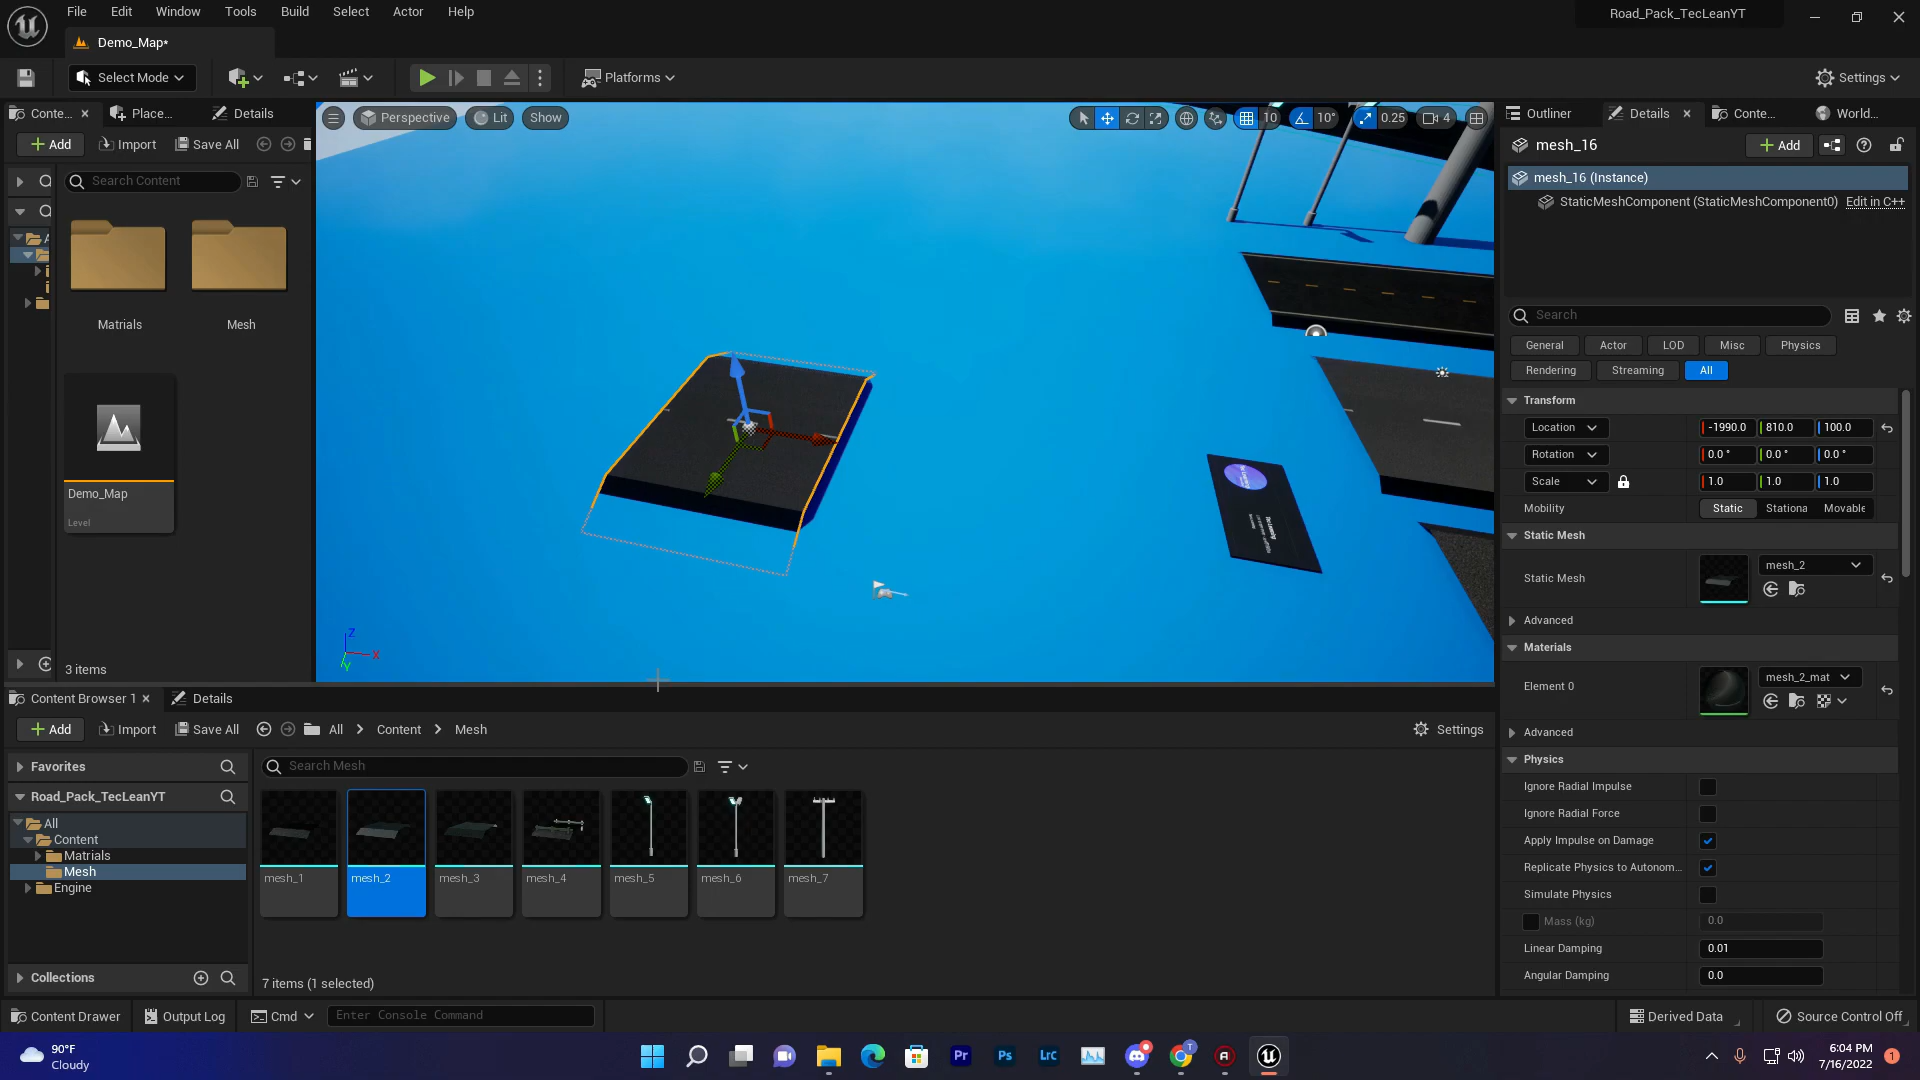 File Edit Window Tools Build Select Actor Help
Road_Pack_TecLeanYT
Demo_Map*
Select Mode
Platforms
Settings
Conte...
Place...
Details
Add
Import
Save All
Search Content
Matrials
Mesh
Demo_Map
Level
3 items
Perspective
Lit
Show
10
10°
0.25
4
Z
X
Y
Outliner
Details
Conte...
World...
mesh_16
Add
mesh_16 (Instance)
StaticMeshComponent (StaticMeshComponent0)
Edit in C++
Search
General
Actor
LOD
Misc
Physics
Rendering
Streaming
All
Transform
Location
-1990.0
810.0
100.0
Rotation
0.0 °
0.0 °
0.0 °
Scale
1.0
1.0
1.0
Mobility
Static
Stationa
Movable
Static Mesh
Static Mesh
mesh_2
Advanced
Materials
Element 0
mesh_2_mat
Advanced
Physics
Ignore Radial Impulse
Ignore Radial Force
Apply Impulse on Damage
Replicate Physics to Autonom...
Simulate Physics
Mass (kg)
0.0
Linear Damping
0.01
Angular Damping
0.0
Content Browser 1
Details
Add
Import
Save All
All
Content
Mesh
Settings
Favorites
Road_Pack_TecLeanYT
All
Content
Matrials
Mesh
Engine
Collections
Search Mesh
mesh_1
mesh_2
mesh_3
mesh_4
mesh_5
mesh_6
mesh_7
7 items (1 selected)
Content Drawer
Output Log
Cmd
Enter Console Command
Derived Data
Source Control Off
90°F
Cloudy
Pr
Ps
LrC
T
6:04 PM
7/16/2022
1